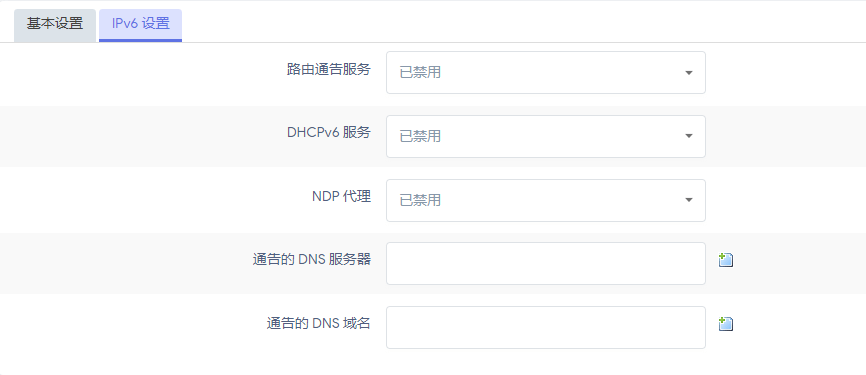 基本设置 IPv6 设置
路由通告服务 已禁用
DHCPv6 服务 已禁用
NDP 代理 已禁用
通告的 DNS 服务器
通告的 DNS 域名